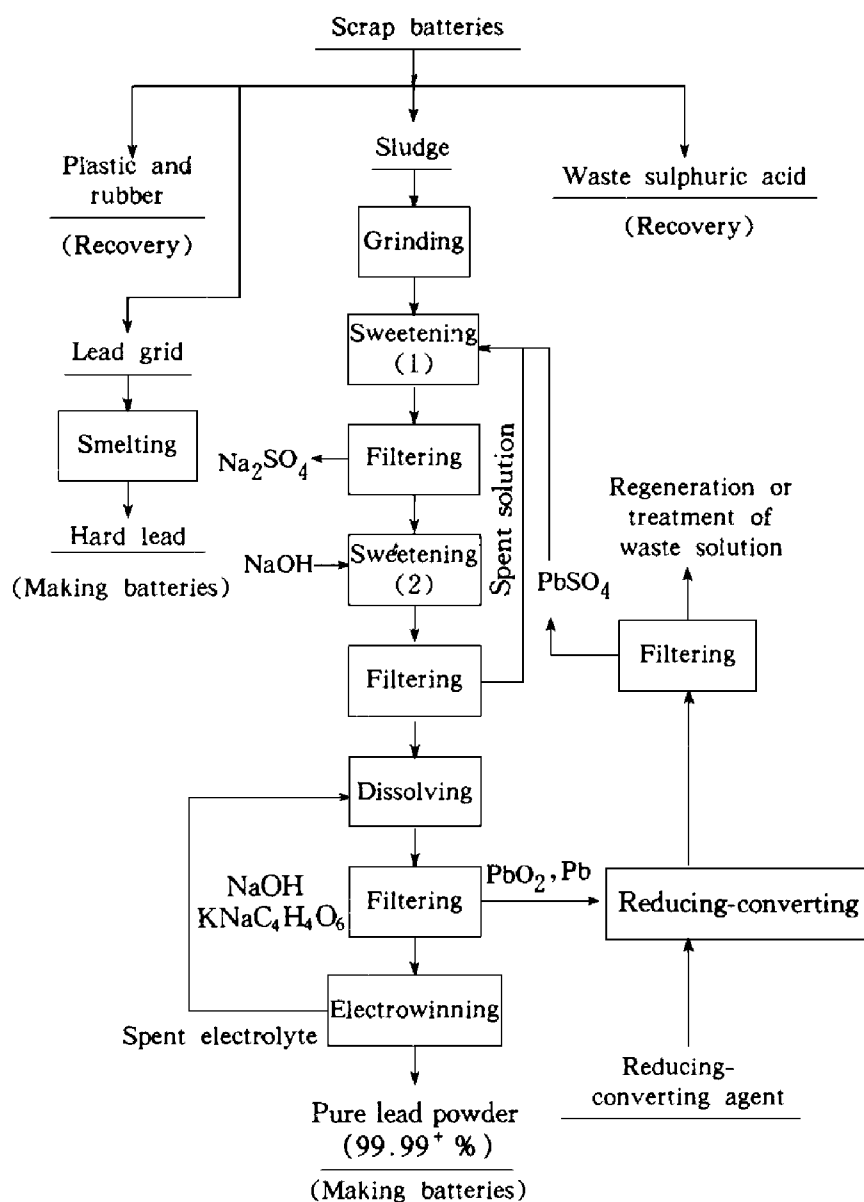 Scrap batteries
Plastic and
rubber
(Recovery)
Sludge
Waste sulphuric acid
(Recovery)
Grinding
Lead grid
Sweetening
(1)
Smelting
Na₂SO₄
Filtering
Spent solution
Hard lead
(Making batteries)
NaOH
Sweetening
(2)
PbSO₄
Regeneration or
treatment of
waste solution
Filtering
Filtering
Dissolving
NaOH
KNaC₄H₄O₆
Filtering
PbO₂, Pb
Reducing-converting
Spent electrolyte
Electrowinning
Reducing-
converting agent
Pure lead powder
(99.99⁺ %)
(Making batteries)